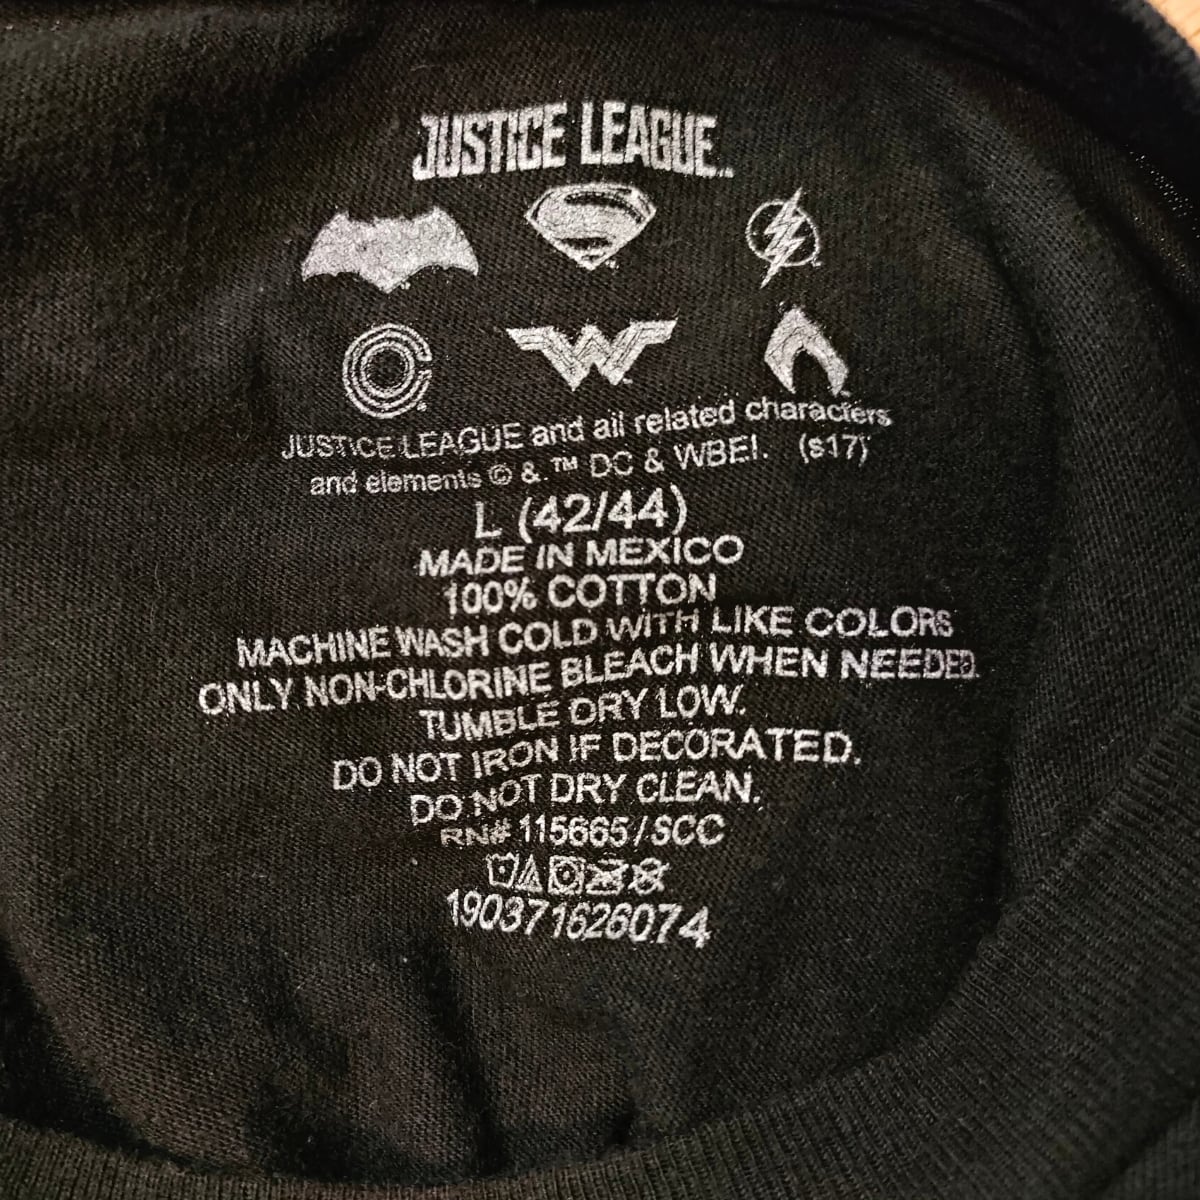 JUSTICE LEAGUE™
JUSTICE LEAGUE and all related characters
and elements © & ™ DC & WBEI. (s17)
L (42/44)
MADE IN MEXICO
100% COTTON
MACHINE WASH COLD WITH LIKE COLORS
ONLY NON-CHLORINE BLEACH WHEN NEEDED.
TUMBLE DRY LOW.
DO NOT IRON IF DECORATED.
DO NOT DRY CLEAN.
RN# 115665 / SCC
190371626074